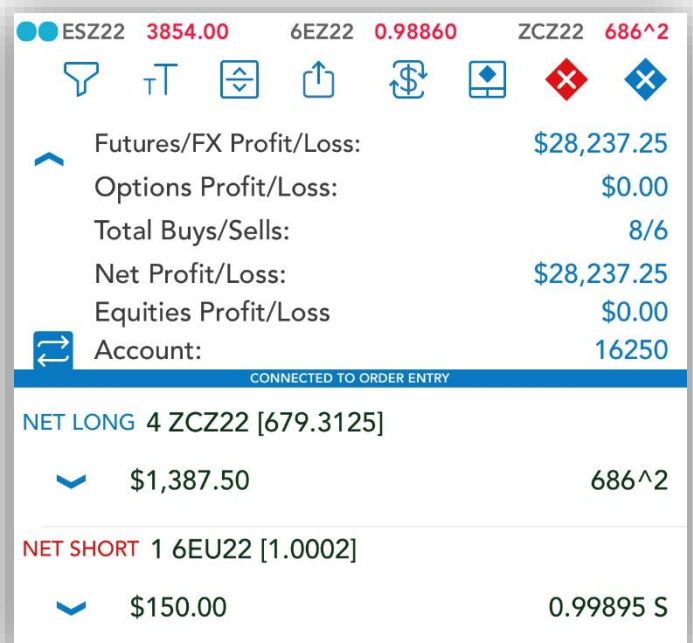 ESZ22 3854.00 6EZ22 0.98860 ZCZ22 686^2
TT $
Futures/FX Profit/Loss: $28,237.25
Options Profit/Loss: $0.00
Total Buys/Sells: 8/6
Net Profit/Loss: $28,237.25
Equities Profit/Loss $0.00
Account: 16250
CONNECTED TO ORDER ENTRY
NET LONG 4 ZCZ22 [679.3125]
$1,387.50 686^2
NET SHORT 1 6EU22 [1.0002]
$150.00 0.99895 S